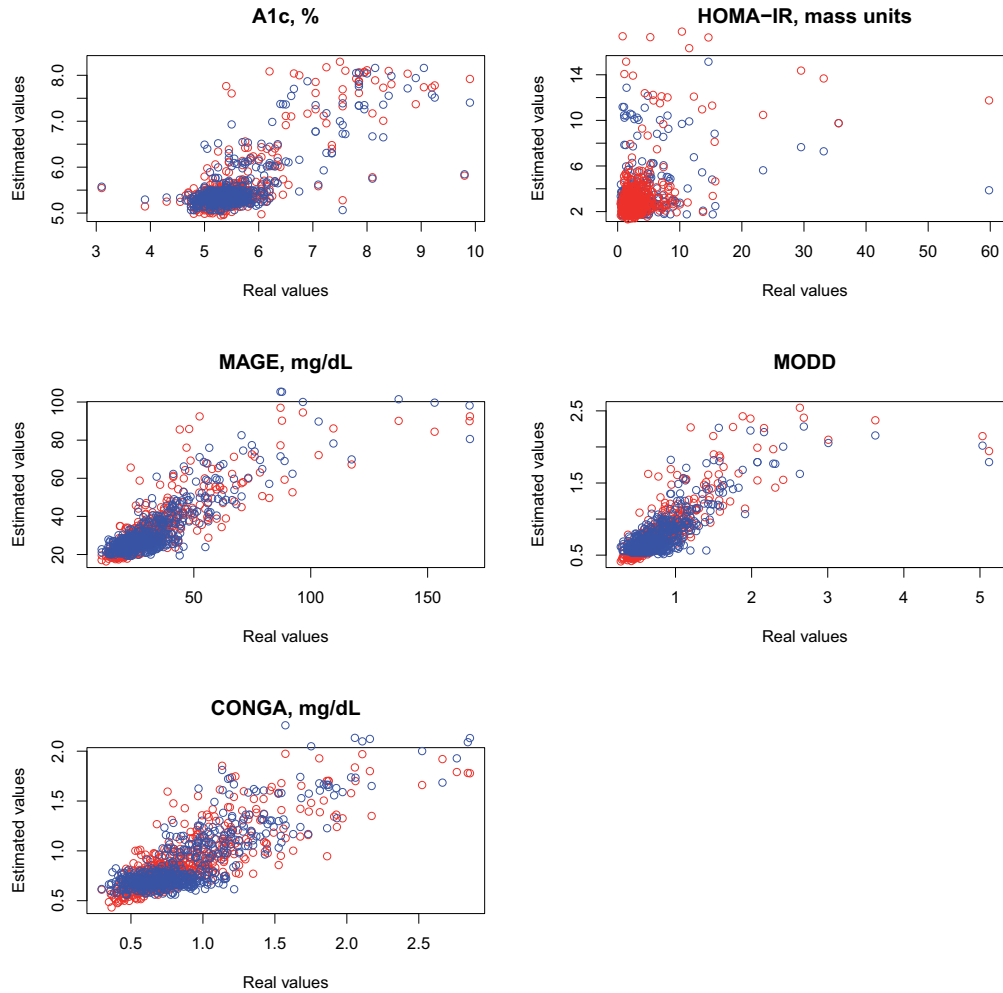 A1c, %
Estimated values
8.0
7.0
6.0
5.0
3 4 5 6 7 8 9 10
Real values
HOMA−IR, mass units
Estimated values
14
10
6
2
0 10 20 30 40 50 60
Real values
MAGE, mg/dL
Estimated values
100
80
60
40
20
50 100 150
Real values
MODD
Estimated values
2.5
1.5
0.5
1 2 3 4 5
Real values
CONGA, mg/dL
Estimated values
2.0
1.5
1.0
0.5
0.5 1.0 1.5 2.0 2.5
Real values